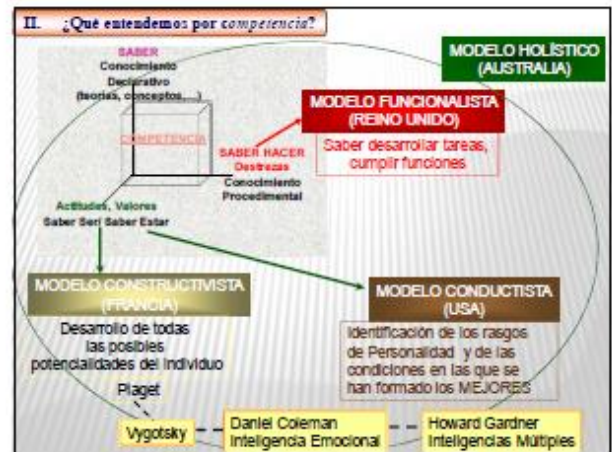 II. ¿Qué entendemos por competencia?
SABER
Conocimiento
Declarativo
(teorías, conceptos,...)
COMPETENCIA
SABER HACER
Destrezas
Conocimiento
Procedimental
Actitudes, Valores
Saber Ser/ Saber Estar
MODELO HOLÍSTICO
(AUSTRALIA)
MODELO FUNCIONALISTA
(REINO UNIDO)
Saber desarrollar tareas,
cumplir funciones
MODELO CONSTRUCTIVISTA
(FRANCIA)
Desarrollo de todas
las posibles
potencialidades del individuo
MODELO CONDUCTISTA
(USA)
Identificación de los rasgos
de Personalidad y de las
condiciones en las que se
han formado los MEJORES
Piaget
Vygotsky
Daniel Coleman
Inteligencia Emocional
Howard Gardner
Inteligencias Múltiples